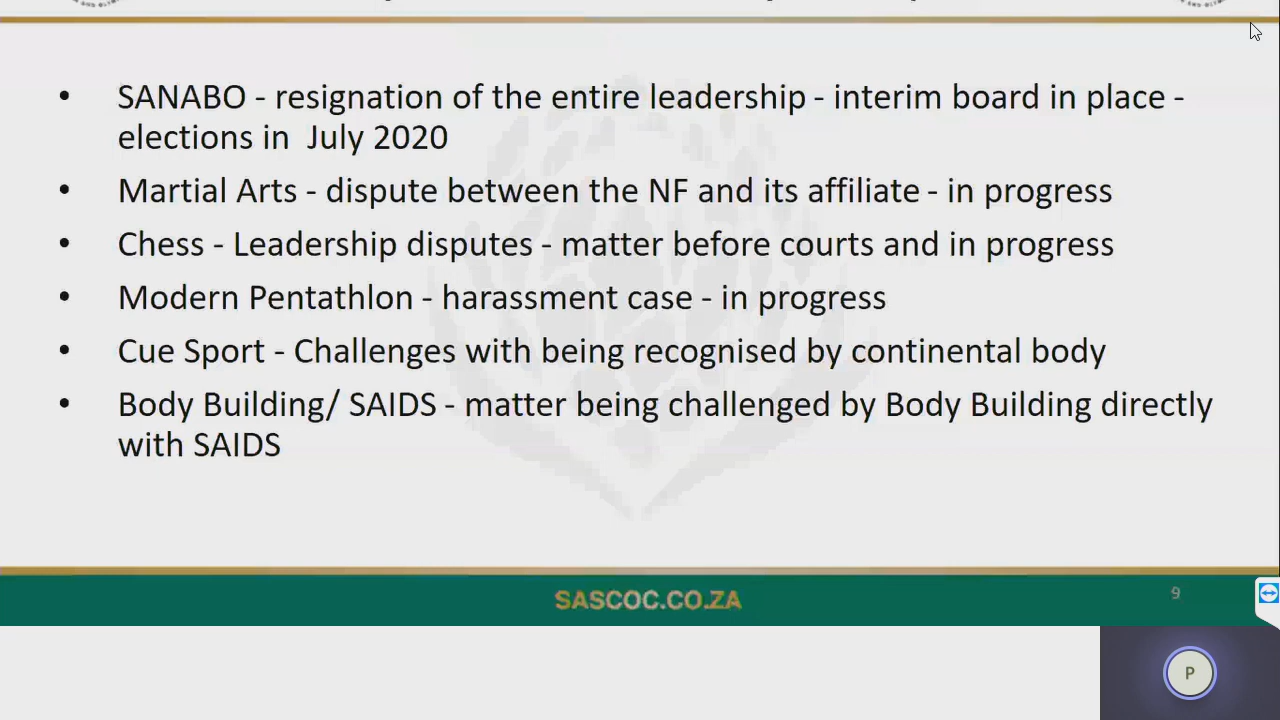 • SANABO - resignation of the entire leadership - interim board in place -
elections in July 2020
• Martial Arts - dispute between the NF and its affiliate - in progress
• Chess - Leadership disputes - matter before courts and in progress
• Modern Pentathlon - harassment case - in progress
• Cue Sport - Challenges with being recognised by continental body
• Body Building/ SAIDS - matter being challenged by Body Building directly
with SAIDS
SASCOC.CO.ZA
9
P